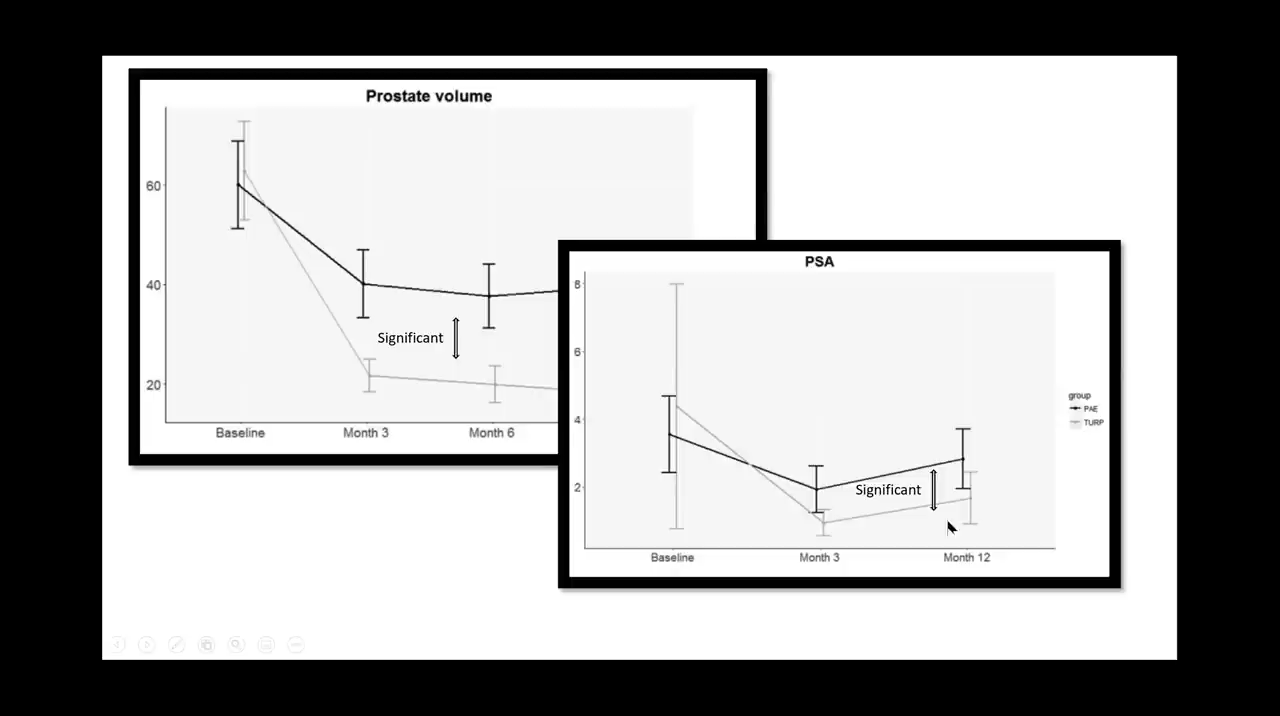 Prostate volume
60
40
20
Significant
Baseline
Month 3
Month 6
PSA
8
6
4
2
Significant
Baseline
Month 3
Month 12
group
PAE
TURP